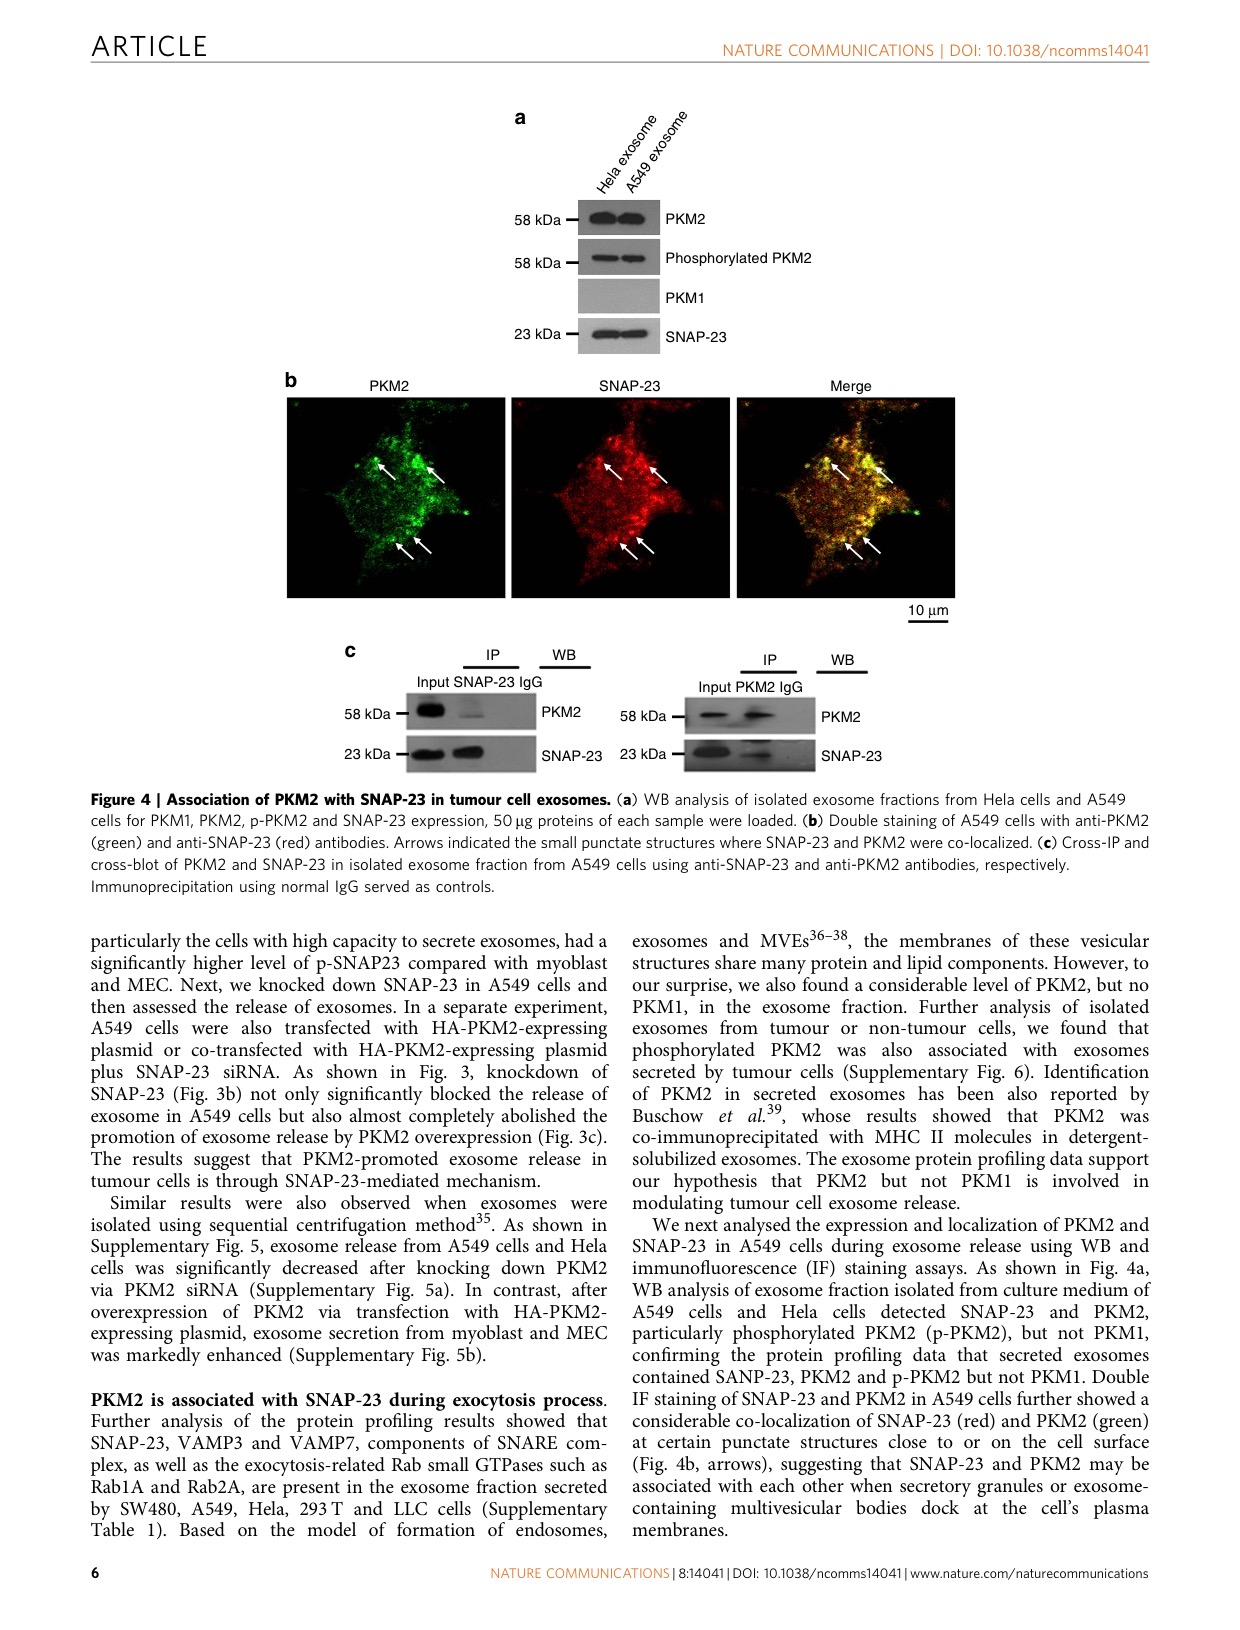 ARTICLE
NATURE COMMUNICATIONS | DOI: 10.1038/ncomms14041
a
Hela exosome
A549 exosome
58 kDa
PKM2
58 kDa
Phosphorylated PKM2
PKM1
23 kDa
SNAP-23
b
PKM2
SNAP-23
Merge
10 μm
c
IP
WB
Input SNAP-23 IgG
58 kDa
PKM2
23 kDa
SNAP-23
IP
WB
Input PKM2 IgG
58 kDa
PKM2
23 kDa
SNAP-23
Figure 4 | Association of PKM2 with SNAP-23 in tumour cell exosomes. (a) WB analysis of isolated exosome fractions from Hela cells and A549
cells for PKM1, PKM2, p-PKM2 and SNAP-23 expression, 50 μg proteins of each sample were loaded. (b) Double staining of A549 cells with anti-PKM2
(green) and anti-SNAP-23 (red) antibodies. Arrows indicated the small punctate structures where SNAP-23 and PKM2 were co-localized. (c) Cross-IP and
cross-blot of PKM2 and SNAP-23 in isolated exosome fraction from A549 cells using anti-SNAP-23 and anti-PKM2 antibodies, respectively.
Immunoprecipitation using normal IgG served as controls.
particularly the cells with high capacity to secrete exosomes, had a
significantly higher level of p-SNAP23 compared with myoblast
and MEC. Next, we knocked down SNAP-23 in A549 cells and
then assessed the release of exosomes. In a separate experiment,
A549 cells were also transfected with HA-PKM2-expressing
plasmid or co-transfected with HA-PKM2-expressing plasmid
plus SNAP-23 siRNA. As shown in Fig. 3, knockdown of
SNAP-23 (Fig. 3b) not only significantly blocked the release of
exosome in A549 cells but also almost completely abolished the
promotion of exosome release by PKM2 overexpression (Fig. 3c).
The results suggest that PKM2-promoted exosome release in
tumour cells is through SNAP-23-mediated mechanism.
Similar results were also observed when exosomes were
isolated using sequential centrifugation method35. As shown in
Supplementary Fig. 5, exosome release from A549 cells and Hela
cells was significantly decreased after knocking down PKM2
via PKM2 siRNA (Supplementary Fig. 5a). In contrast, after
overexpression of PKM2 via transfection with HA-PKM2-
expressing plasmid, exosome secretion from myoblast and MEC
was markedly enhanced (Supplementary Fig. 5b).
PKM2 is associated with SNAP-23 during exocytosis process.
Further analysis of the protein profiling results showed that
SNAP-23, VAMP3 and VAMP7, components of SNARE com-
plex, as well as the exocytosis-related Rab small GTPases such as
Rab1A and Rab2A, are present in the exosome fraction secreted
by SW480, A549, Hela, 293 T and LLC cells (Supplementary
Table 1). Based on the model of formation of endosomes,
exosomes and MVEs36–38, the membranes of these vesicular
structures share many protein and lipid components. However, to
our surprise, we also found a considerable level of PKM2, but no
PKM1, in the exosome fraction. Further analysis of isolated
exosomes from tumour or non-tumour cells, we found that
phosphorylated PKM2 was also associated with exosomes
secreted by tumour cells (Supplementary Fig. 6). Identification
of PKM2 in secreted exosomes has been also reported by
Buschow et al.39, whose results showed that PKM2 was
co-immunoprecipitated with MHC II molecules in detergent-
solubilized exosomes. The exosome protein profiling data support
our hypothesis that PKM2 but not PKM1 is involved in
modulating tumour cell exosome release.
We next analysed the expression and localization of PKM2 and
SNAP-23 in A549 cells during exosome release using WB and
immunofluorescence (IF) staining assays. As shown in Fig. 4a,
WB analysis of exosome fraction isolated from culture medium of
A549 cells and Hela cells detected SNAP-23 and PKM2,
particularly phosphorylated PKM2 (p-PKM2), but not PKM1,
confirming the protein profiling data that secreted exosomes
contained SANP-23, PKM2 and p-PKM2 but not PKM1. Double
IF staining of SNAP-23 and PKM2 in A549 cells further showed a
considerable co-localization of SNAP-23 (red) and PKM2 (green)
at certain punctate structures close to or on the cell surface
(Fig. 4b, arrows), suggesting that SNAP-23 and PKM2 may be
associated with each other when secretory granules or exosome-
containing multivesicular bodies dock at the cell's plasma
membranes.
6
NATURE COMMUNICATIONS | 8:14041 | DOI: 10.1038/ncomms14041 | www.nature.com/naturecommunications